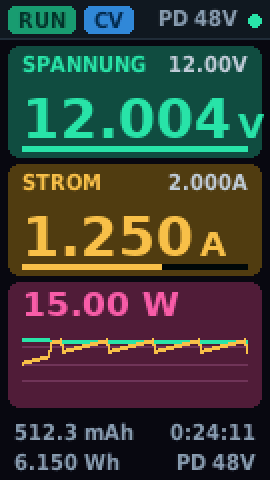 RUN CV PD 48V
SPANNUNG 12.00V
12.004 V
STROM 2.000A
1.250 A
15.00 W
512.3 mAh 0:24:11
6.150 Wh PD 48V